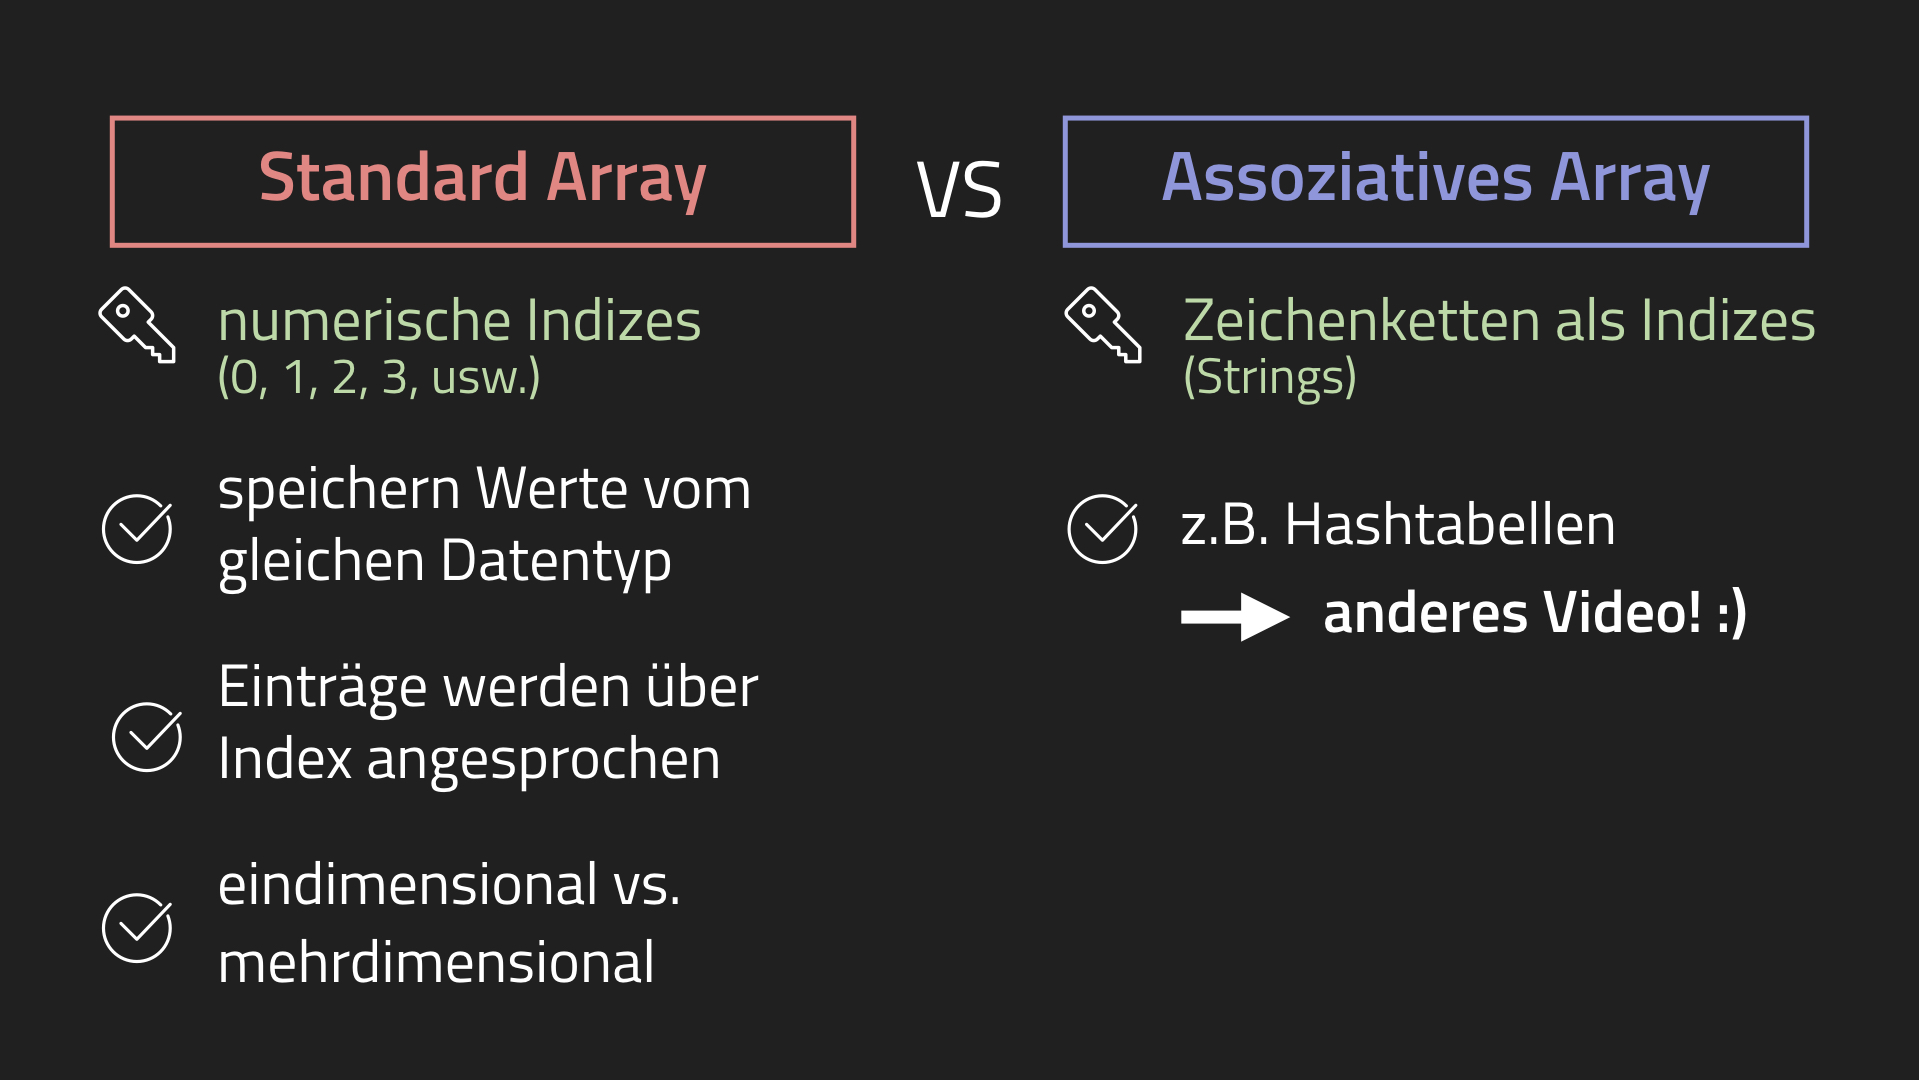 Standard Array
VS
Assoziatives Array
numerische Indizes
(0, 1, 2, 3, usw.)
speichern Werte vom
gleichen Datentyp
Einträge werden über
Index angesprochen
eindimensional vs.
mehrdimensional
Zeichenketten als Indizes
(Strings)
z.B. Hashtabellen
anderes Video! :)